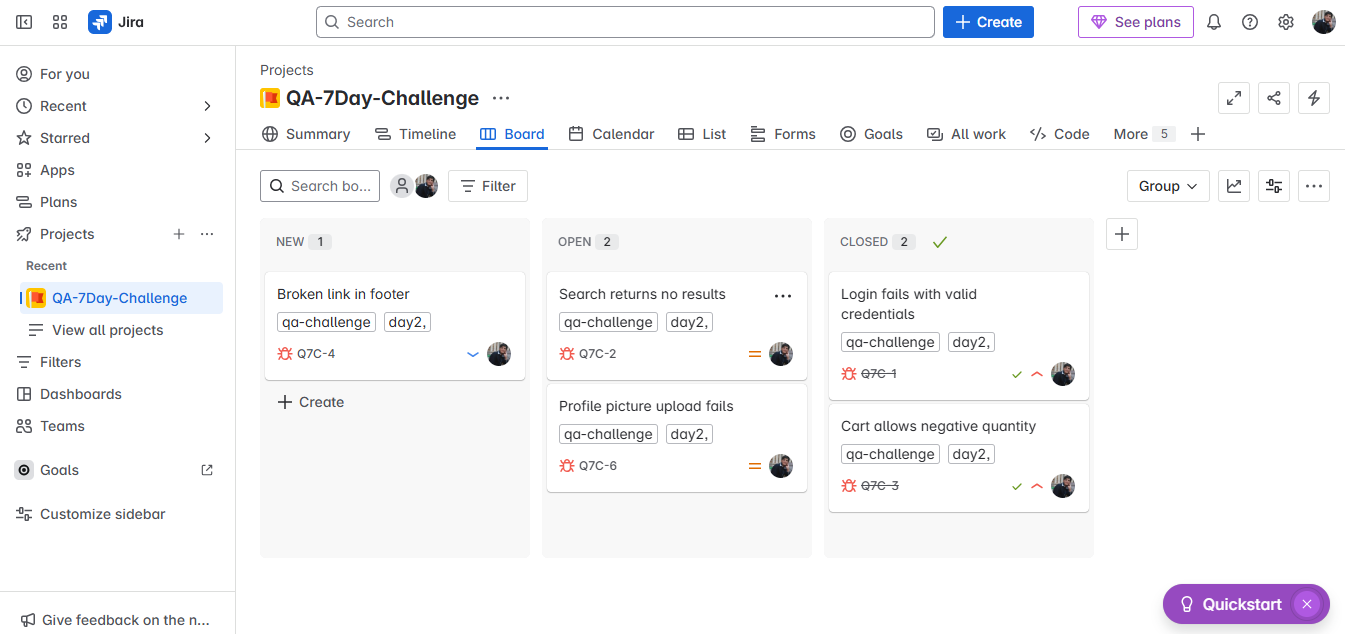 Jira
Search
Create
See plans
For you
Recent
Starred
Apps
Plans
Projects
Recent
QA-7Day-Challenge
View all projects
Filters
Dashboards
Teams
Goals
Customize sidebar
Give feedback on the n...
Projects
QA-7Day-Challenge
Summary Timeline Board Calendar List Forms Goals All work Code More 5
Search bo... Filter Group
NEW 1
Broken link in footer
qa-challenge day2,
Q7C-4
Create
OPEN 2
Search returns no results
qa-challenge day2,
Q7C-2
Profile picture upload fails
qa-challenge day2,
Q7C-6
CLOSED 2
Login fails with valid
credentials
qa-challenge day2,
Q7C-1
Cart allows negative quantity
qa-challenge day2,
Q7C-3
Quickstart